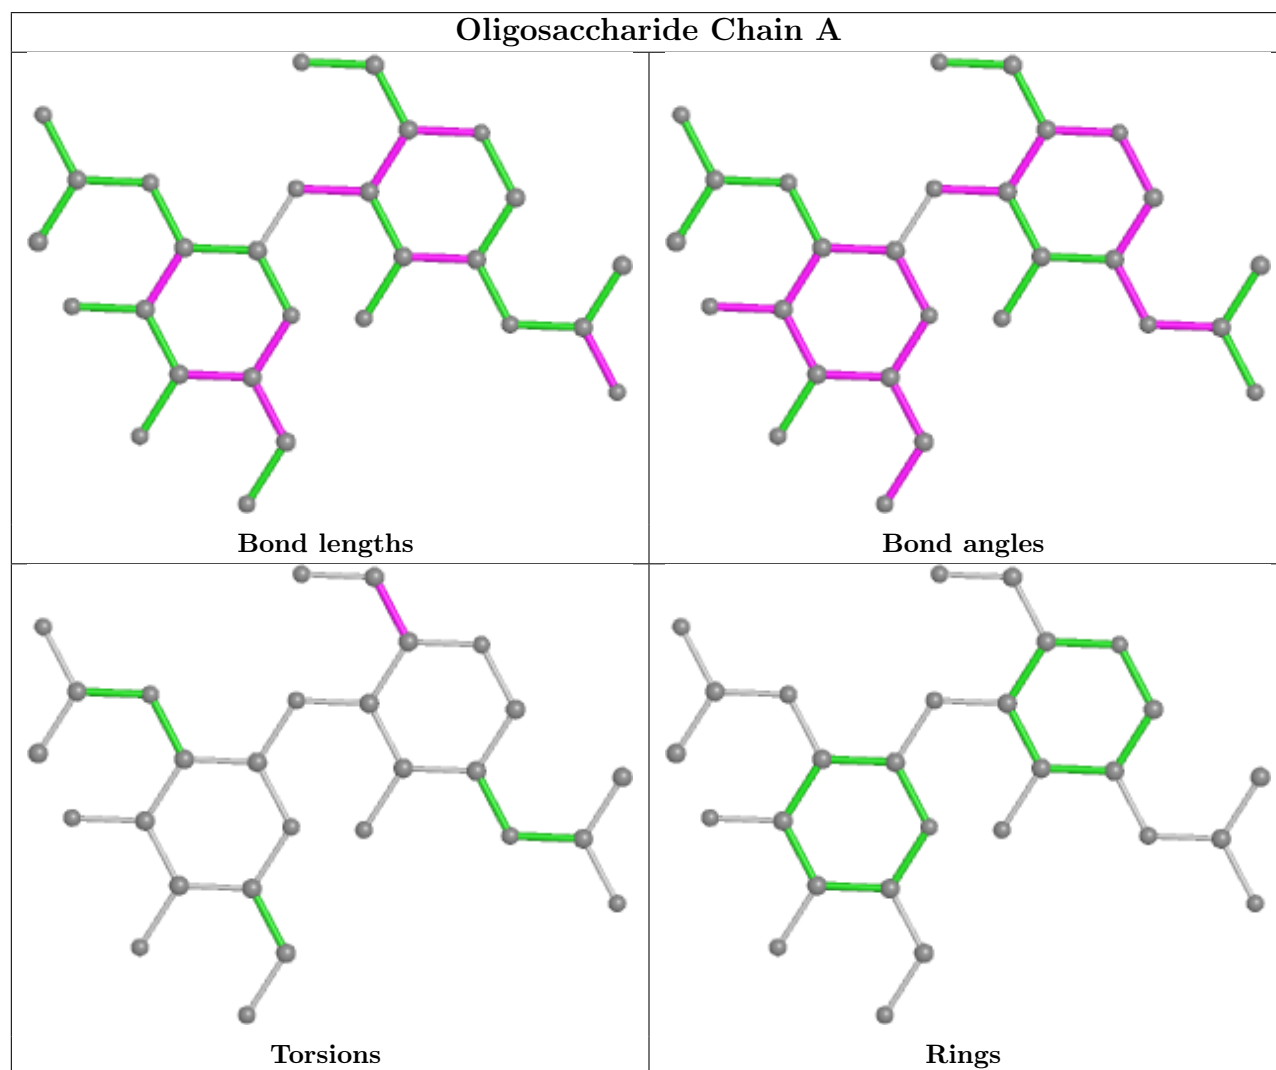 Oligosaccharide Chain A
Bond lengths
Bond angles
Torsions
Rings